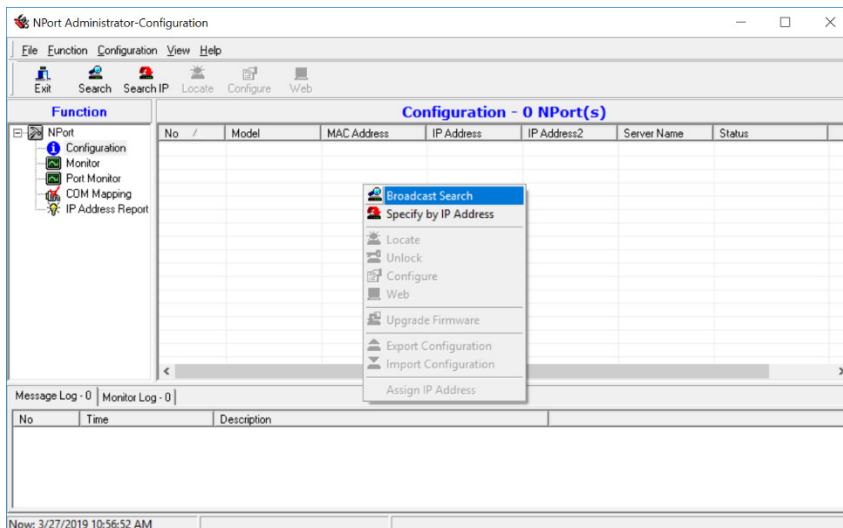 NPort Administrator-Configuration
File Function Configuration View Help
Exit Search Search IP Locate Configure Web
Function
Configuration - 0 NPort(s)
NPort
Configuration
Monitor
Port Monitor
COM Mapping
IP Address Report
No / Model MAC Address IP Address IP Address2 Server Name Status
Broadcast Search
Specify by IP Address
Locate
Unlock
Configure
Web
Upgrade Firmware
Export Configuration
Import Configuration
Assign IP Address
Message Log - 0 Monitor Log - 0
No Time Description
Now: 3/27/2019 10:56:52 AM